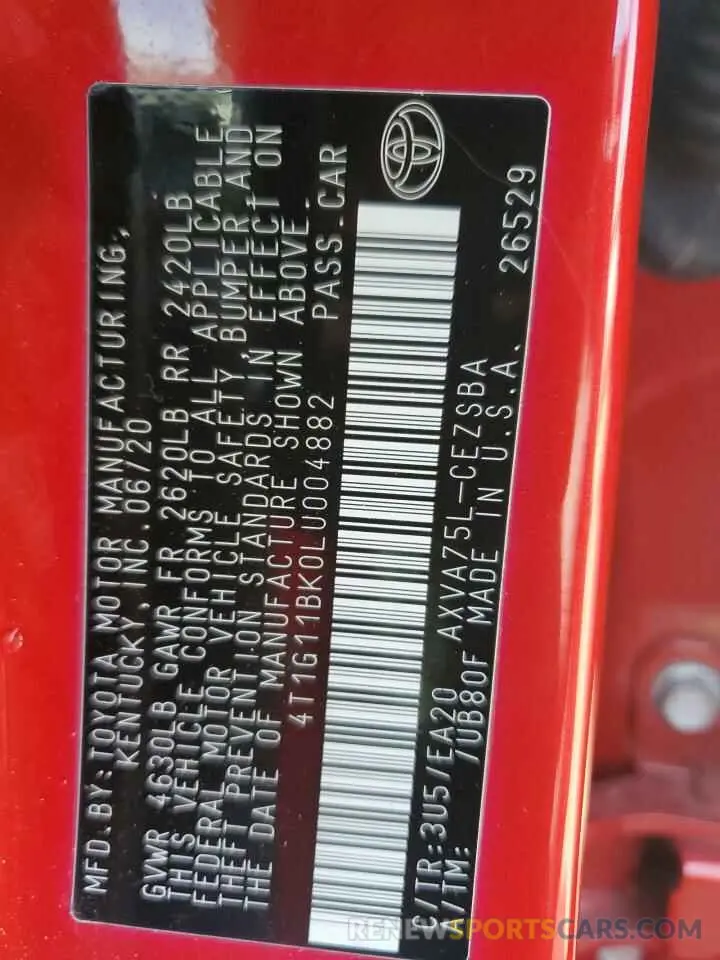 MFD.BY:TOYOTA MOTOR MANUFACTURING,
KENTUCKY, INC. 06/20
GVWR 4630LB GAWR FR 2620LB RR 2420LB
THIS VEHICLE CONFORMS TO ALL APPLICABLE
FEDERAL MOTOR VEHICLE SAFETY, BUMPER,AND
THEFT PREVENTION STANDARDS IN EFFECT ON
THE DATE OF MANUFACTURE SHOWN ABOVE.
4T1G11BK0LU004882 PASS.CAR
C/TR:3U5/EA20 AXVA75L-CEZSBA
A/TM: /UB80F MADE IN U.S.A. 26529
RENEWSPORTSCARS.COM